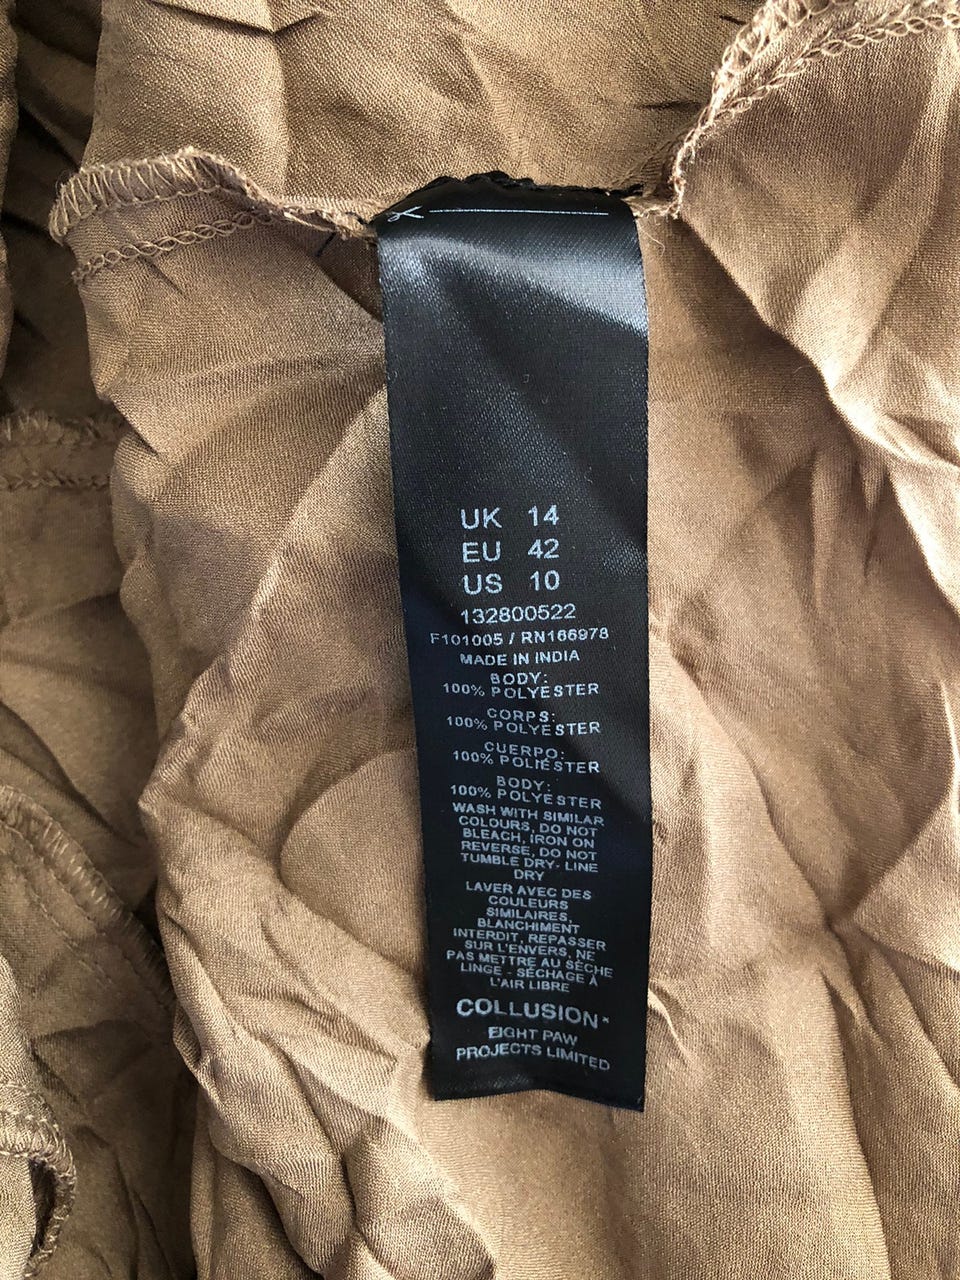 UK 14
EU 42
US 10
132800522
F101005 / RN166978
MADE IN INDIA
BODY:
100% POLYESTER
CORPS:
100% POLYESTER
CUERPO:
100% POLIÉSTER
BODY:
100% POLYESTER
WASH WITH SIMILAR
COLOURS, DO NOT
BLEACH, IRON ON
REVERSE, DO NOT
TUMBLE DRY- LINE
DRY
LAVER AVEC DES
COULEURS
SIMILAIRES,
BLANCHIMENT
INTERDIT, REPASSER
SUR L'ENVERS, NE
PAS METTRE AU SÈCHE
LINGE - SÉCHAGE À
L'AIR LIBRE
COLLUSION*
EIGHT PAW
PROJECTS LIMITED